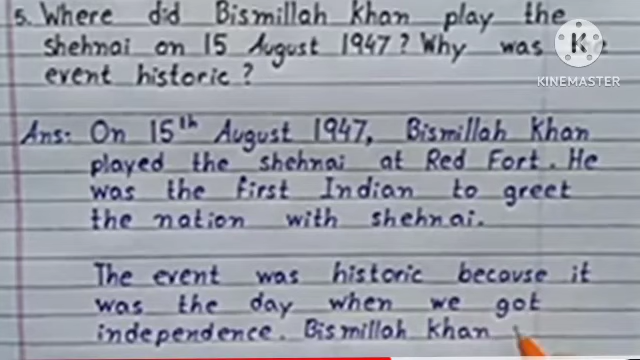 5. Where did Bismillah Khan play the
shehnai on 15 August 1947? Why was
event historic?
K
KINEMASTER
Ans: On 15th August 1947, Bismillah Khan
played the shehnai at Red Fort. He
was the first Indian to greet
the nation with shehnai.
The event was historic because it
was the day when we got
independence. Bismillah Khan